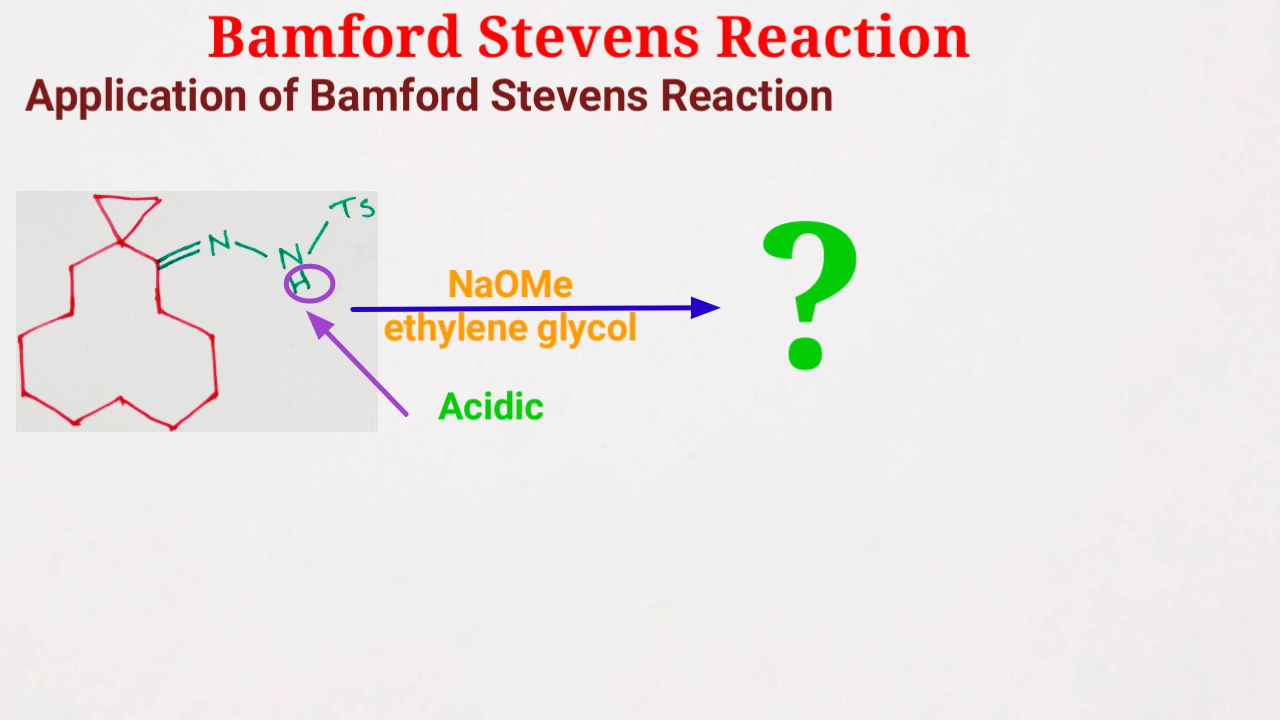 Bamford Stevens Reaction
Application of Bamford Stevens Reaction
Ts
N
N
H
NaOMe
ethylene glycol
?
Acidic